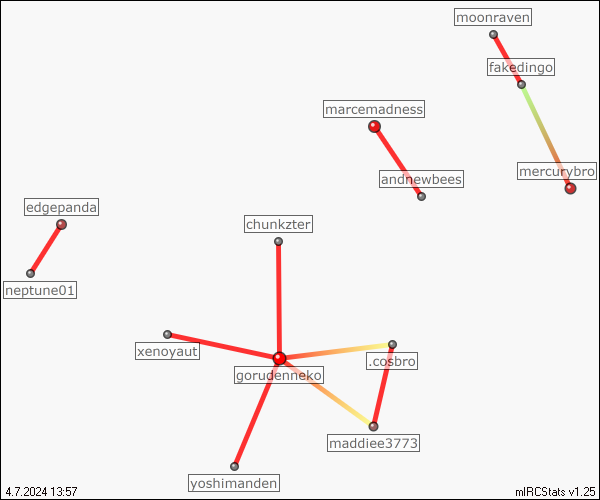 moonraven
fakedingo
marcemadness
mercurybro
andnewbees
edgepanda
chunkzter
neptune01
xenoyaut
.cosbro
gorudenneko
maddiee3773
yoshimanden
4.7.2024 13:57
mIRCStats v1.25